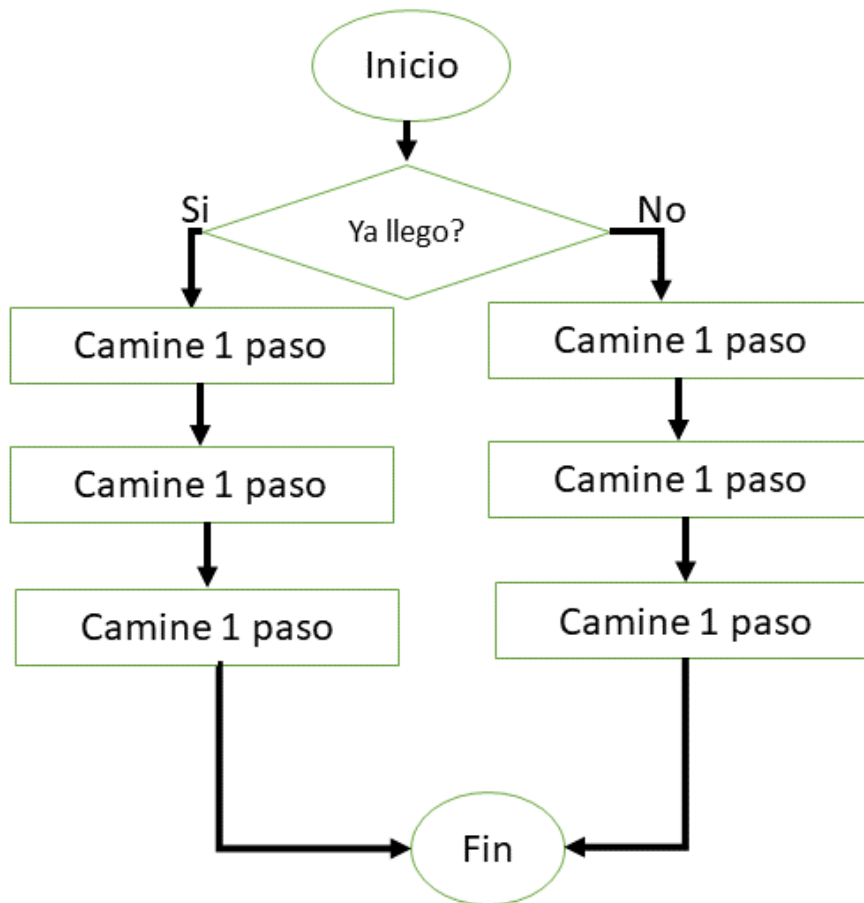 Inicio
Ya llego?
Si
No
Camine 1 paso
Camine 1 paso
Camine 1 paso
Camine 1 paso
Camine 1 paso
Camine 1 paso
Fin